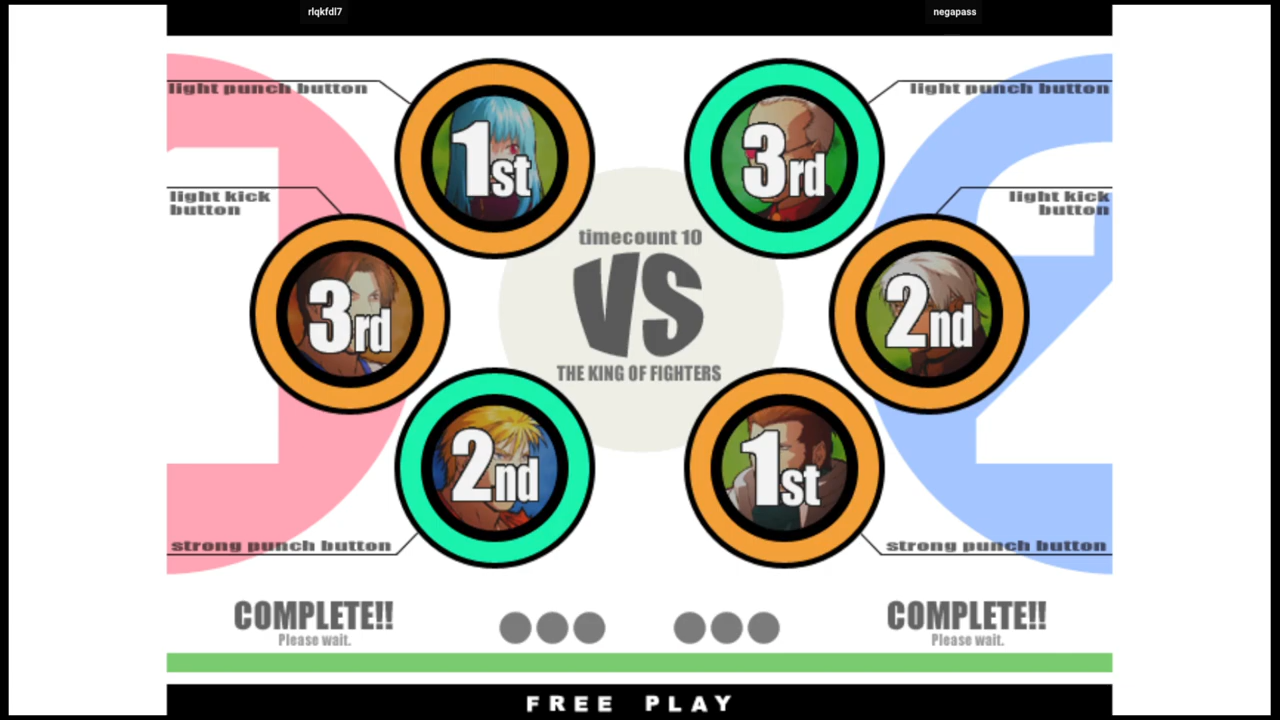 rlqkfdl7
negapass
light punch button
light punch button
1st
3rd
light kick
button
light kick
button
timecount 10
VS
THE KING OF FIGHTERS
3rd
2nd
2nd
1st
strong punch button
strong punch button
COMPLETE!!
Please wait.
COMPLETE!!
Please wait.
FREE PLAY